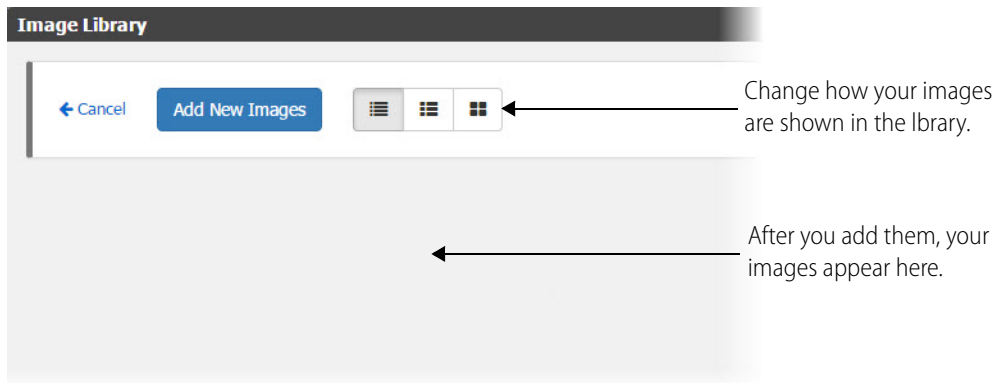 Image Library
Cancel
Add New Images
Change how your images
are shown in the lbrary.
After you add them, your
images appear here.